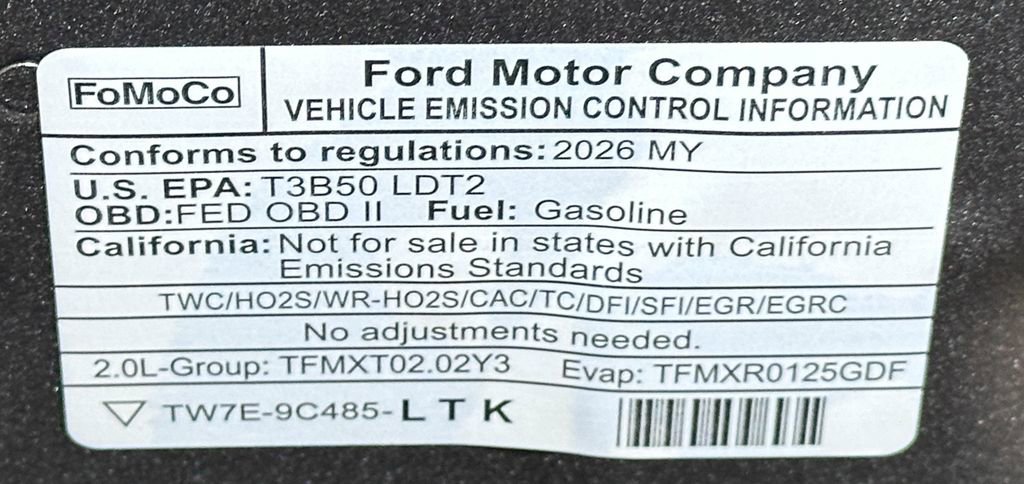 FoMoCo
Ford Motor Company
VEHICLE EMISSION CONTROL INFORMATION
Conforms to regulations: 2026 MY
U.S. EPA: T3B50 LDT2
OBD:FED OBD II Fuel: Gasoline
California: Not for sale in states with California
Emissions Standards
TWC/HO2S/WR-HO2S/CAC/TC/DFI/SFI/EGR/EGRC
No adjustments needed.
2.0L-Group: TFMXT02.02Y3 Evap: TFMXR0125GDF
TW7E-9C485-L T K